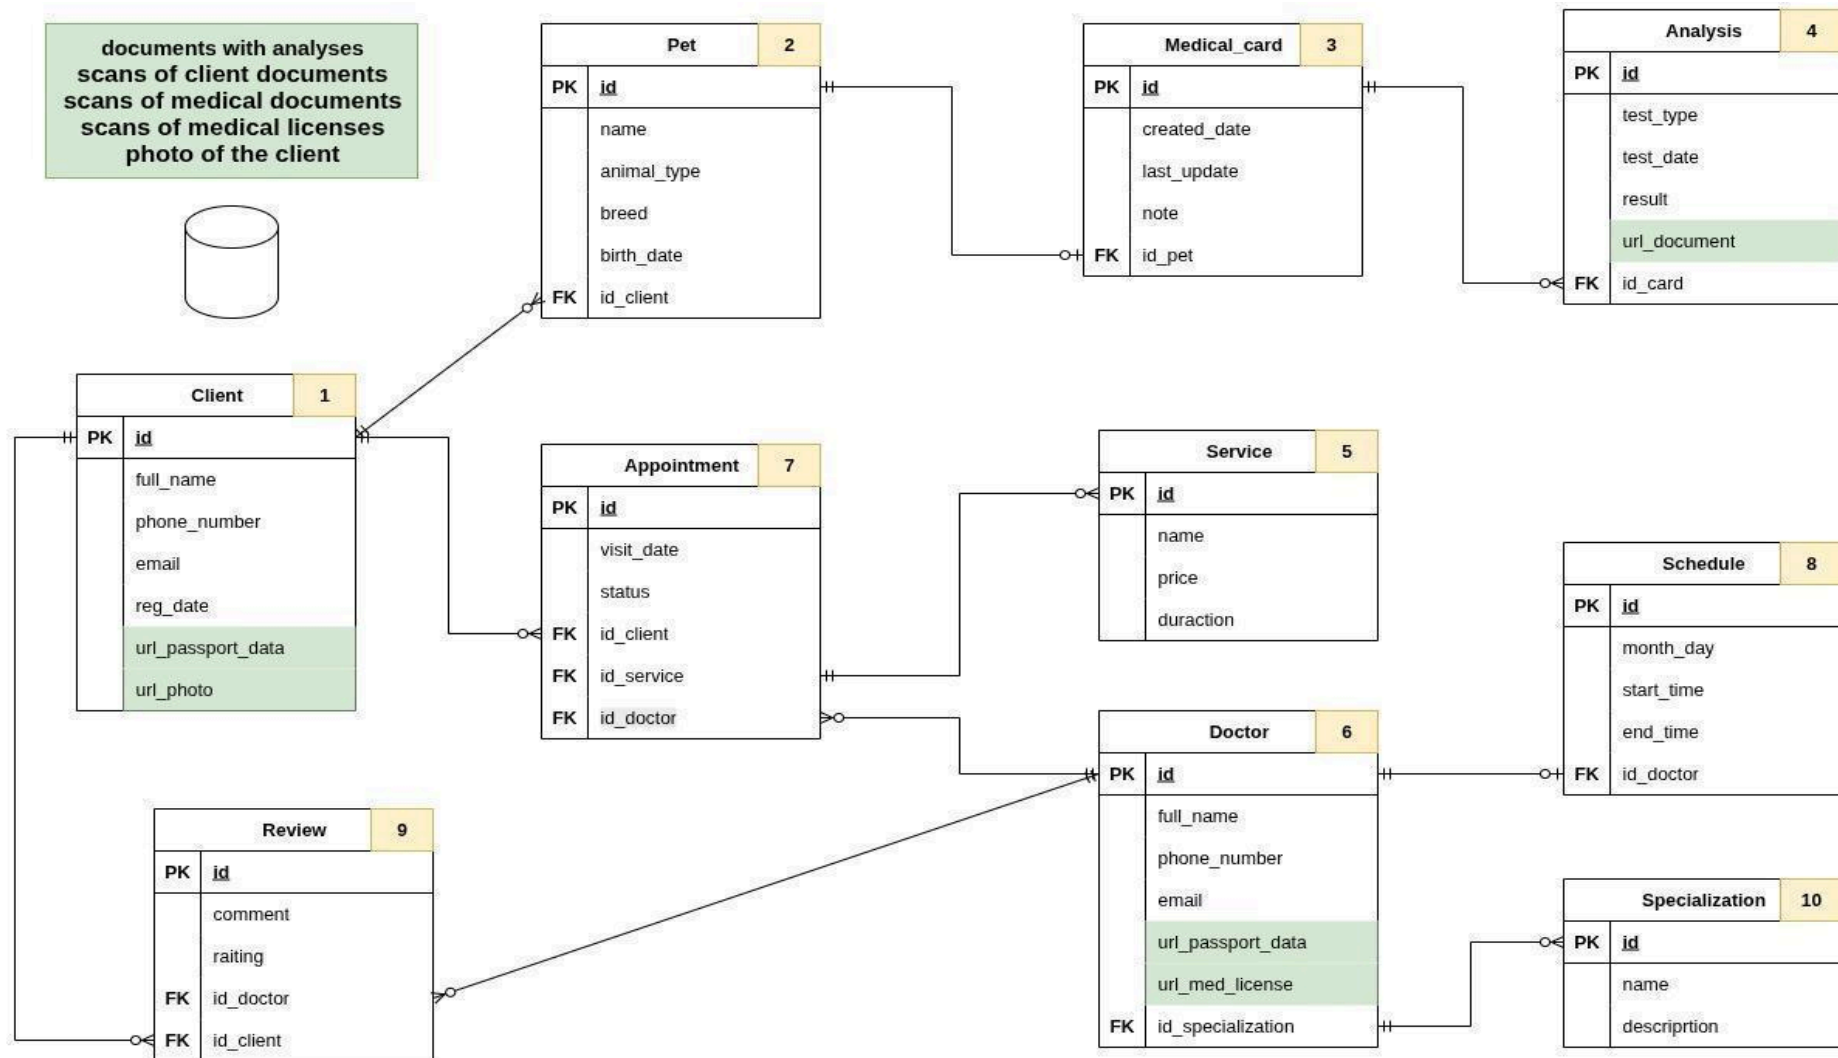 documents with analyses
scans of client documents
scans of medical documents
scans of medical licenses
photo of the client
Pet 2
PK id
name
animal_type
breed
birth_date
FK id_client
Medical_card 3
PK id
created_date
last_update
note
FK id_pet
Analysis 4
PK id
test_type
test_date
result
url_document
FK id_card
Client 1
PK id
full_name
phone_number
email
reg_date
url_passport_data
url_photo
Appointment 7
PK id
visit_date
status
FK id_client
FK id_service
FK id_doctor
Service 5
PK id
name
price
duraction
Schedule 8
PK id
month_day
start_time
end_time
FK id_doctor
Doctor 6
PK id
full_name
phone_number
email
url_passport_data
url_med_license
FK id_specialization
Review 9
PK id
comment
raiting
FK id_doctor
FK id_client
Specialization 10
PK id
name
descriprtion